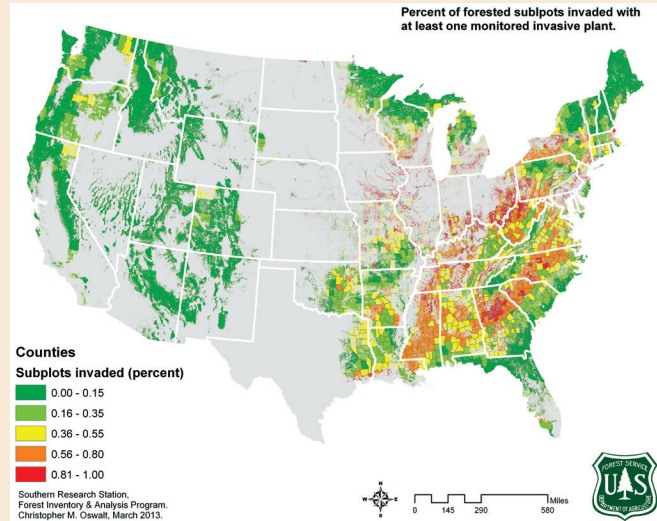 Percent of forested sublpots invaded with
at least one monitored invasive plant.
Counties
Subplots invaded (percent)
0.00 - 0.15
0.16 - 0.35
0.36 - 0.55
0.56 - 0.80
0.81 - 1.00
Southern Research Station,
Forest Inventory & Analysis Program.
Christopher M. Oswalt, March 2013.
N
W E
S
Miles
0 145 290 580
FOREST SERVICE
U S
DEPARTMENT OF AGRICULTURE